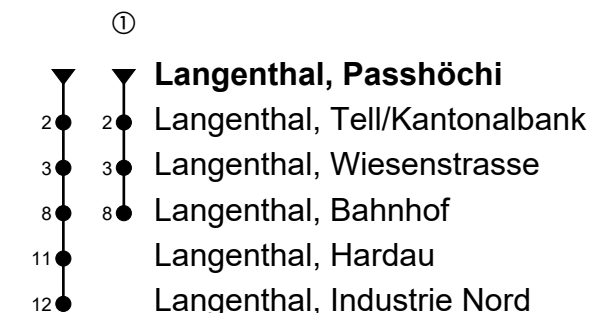 ①
Langenthal, Passhöchi
2 2 Langenthal, Tell/Kantonalbank
3 3 Langenthal, Wiesenstrasse
8 8 Langenthal, Bahnhof
11 Langenthal, Hardau
12 Langenthal, Industrie Nord